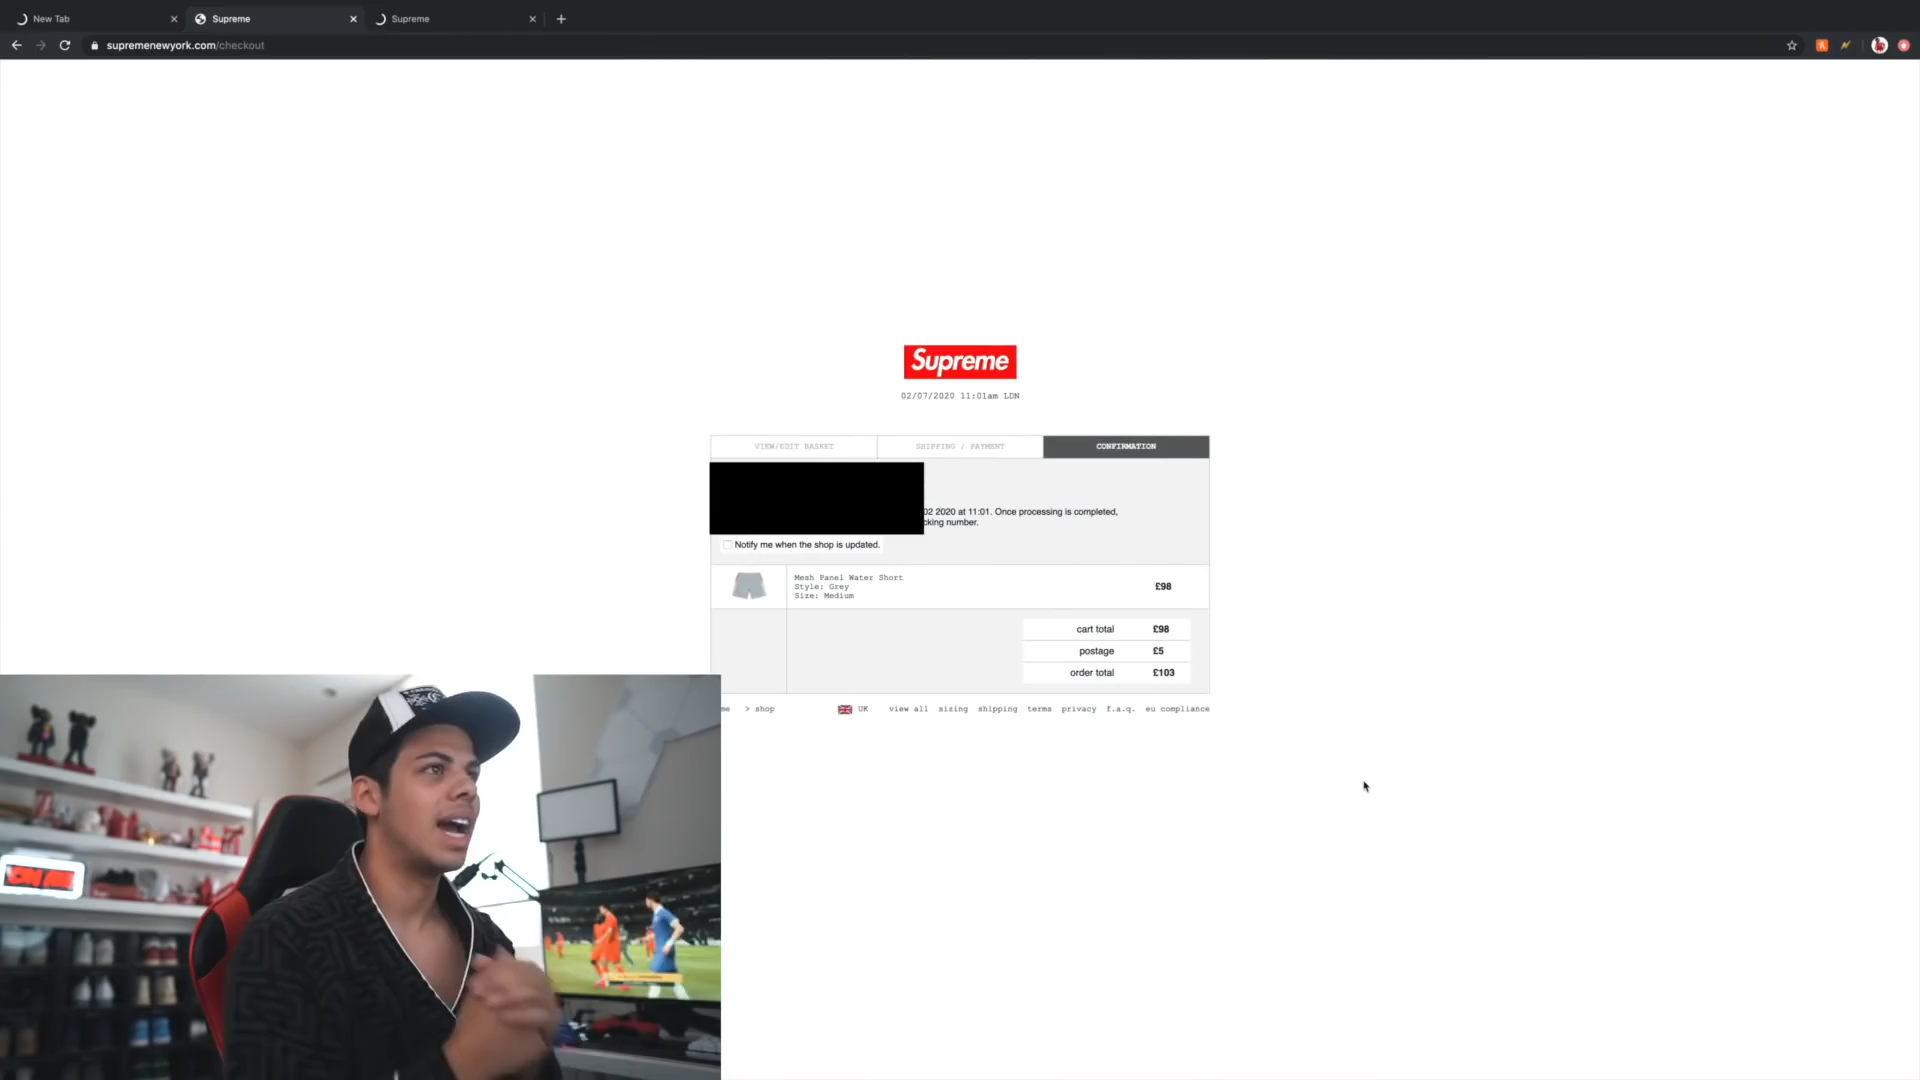 New Tab
Supreme
Supreme
supremenewyork.com/checkout
Supreme
02/07/2020 11:01am LDN
VIEW/EDIT BASKET
SHIPPING / PAYMENT
CONFIRMATION
02 2020 at 11:01. Once processing is completed,
cking number.
Notify me when the shop is updated.
Mesh Panel Water Short
Style: Grey
Size: Medium
£98
cart total £98
postage £5
order total £103
me > shop
UK
view all sizing shipping terms privacy f.a.q. eu compliance